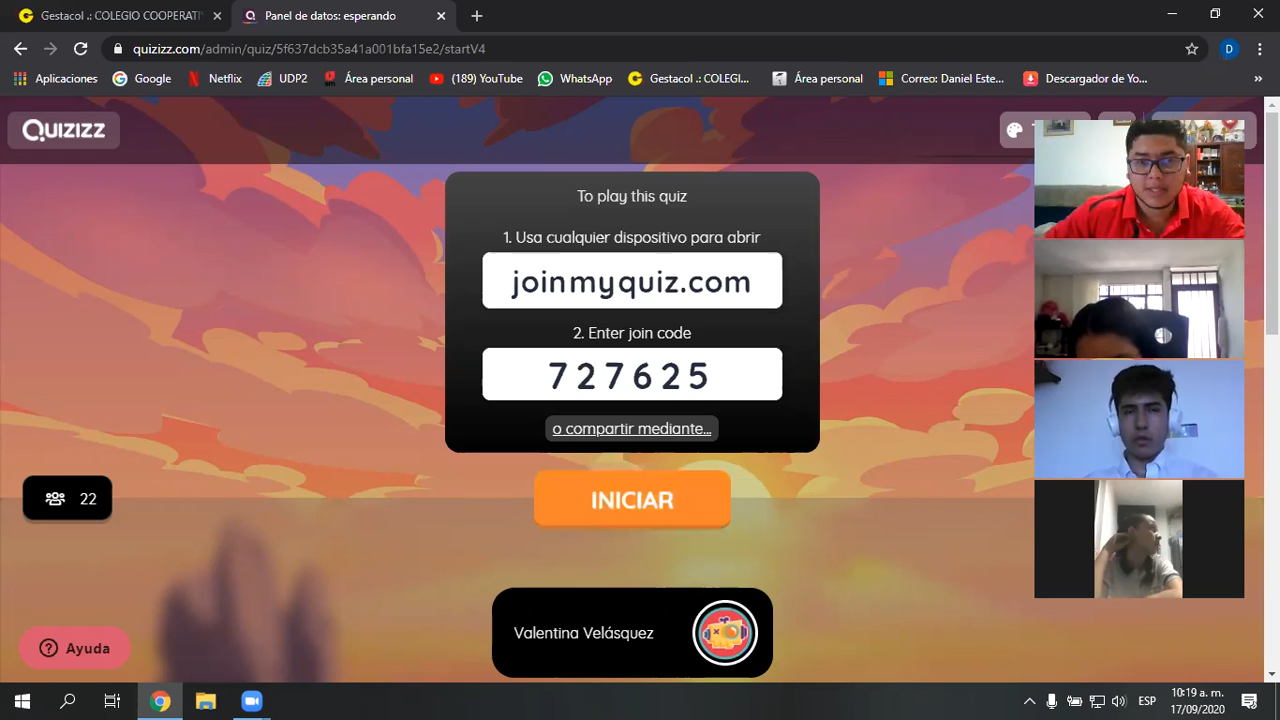 Gestacol .: COLEGIO COOPERATI
Panel de datos: esperando
quizizz.com/admin/quiz/5f637dcb35a41a001bfa15e2/startV4
D
Aplicaciones
Google
Netflix
UDP2
Área personal
(189) YouTube
WhatsApp
Gestacol .: COLEGI...
Área personal
Correo: Daniel Este...
Descargador de Yo...
»
Quizizz
To play this quiz
1. Usa cualquier dispositivo para abrir
joinmyquiz.com
2. Enter join code
727625
o compartir mediante...
22
INICIAR
Valentina Velásquez
Ayuda
ESP
10:19 a. m.
17/09/2020